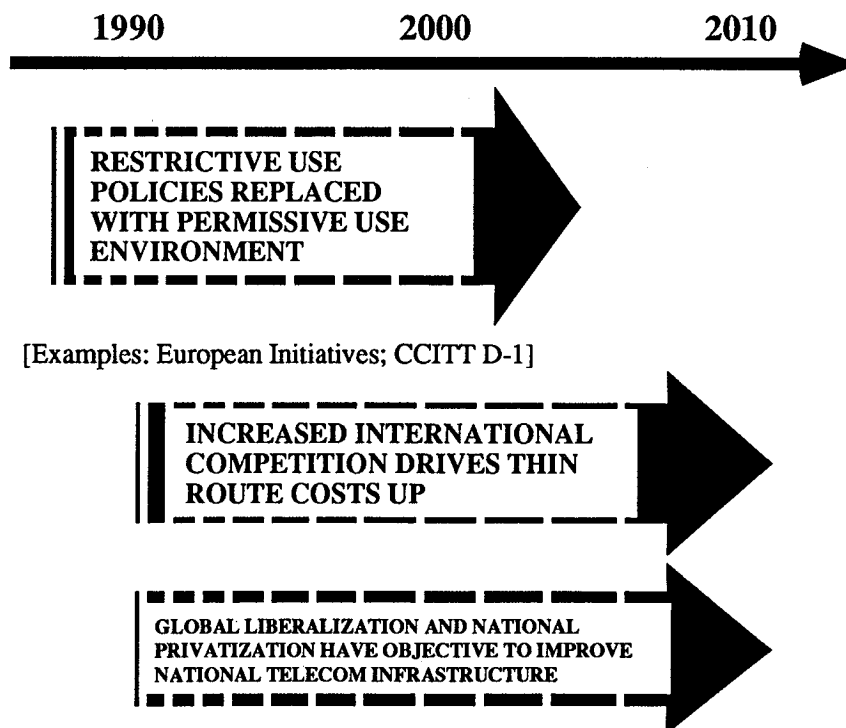 1990 2000 2010
RESTRICTIVE USE
POLICIES REPLACED
WITH PERMISSIVE USE
ENVIRONMENT
[Examples: European Initiatives; CCITT D-1]
INCREASED INTERNATIONAL
COMPETITION DRIVES THIN
ROUTE COSTS UP
GLOBAL LIBERALIZATION AND NATIONAL
PRIVATIZATION HAVE OBJECTIVE TO IMPROVE
NATIONAL TELECOM INFRASTRUCTURE